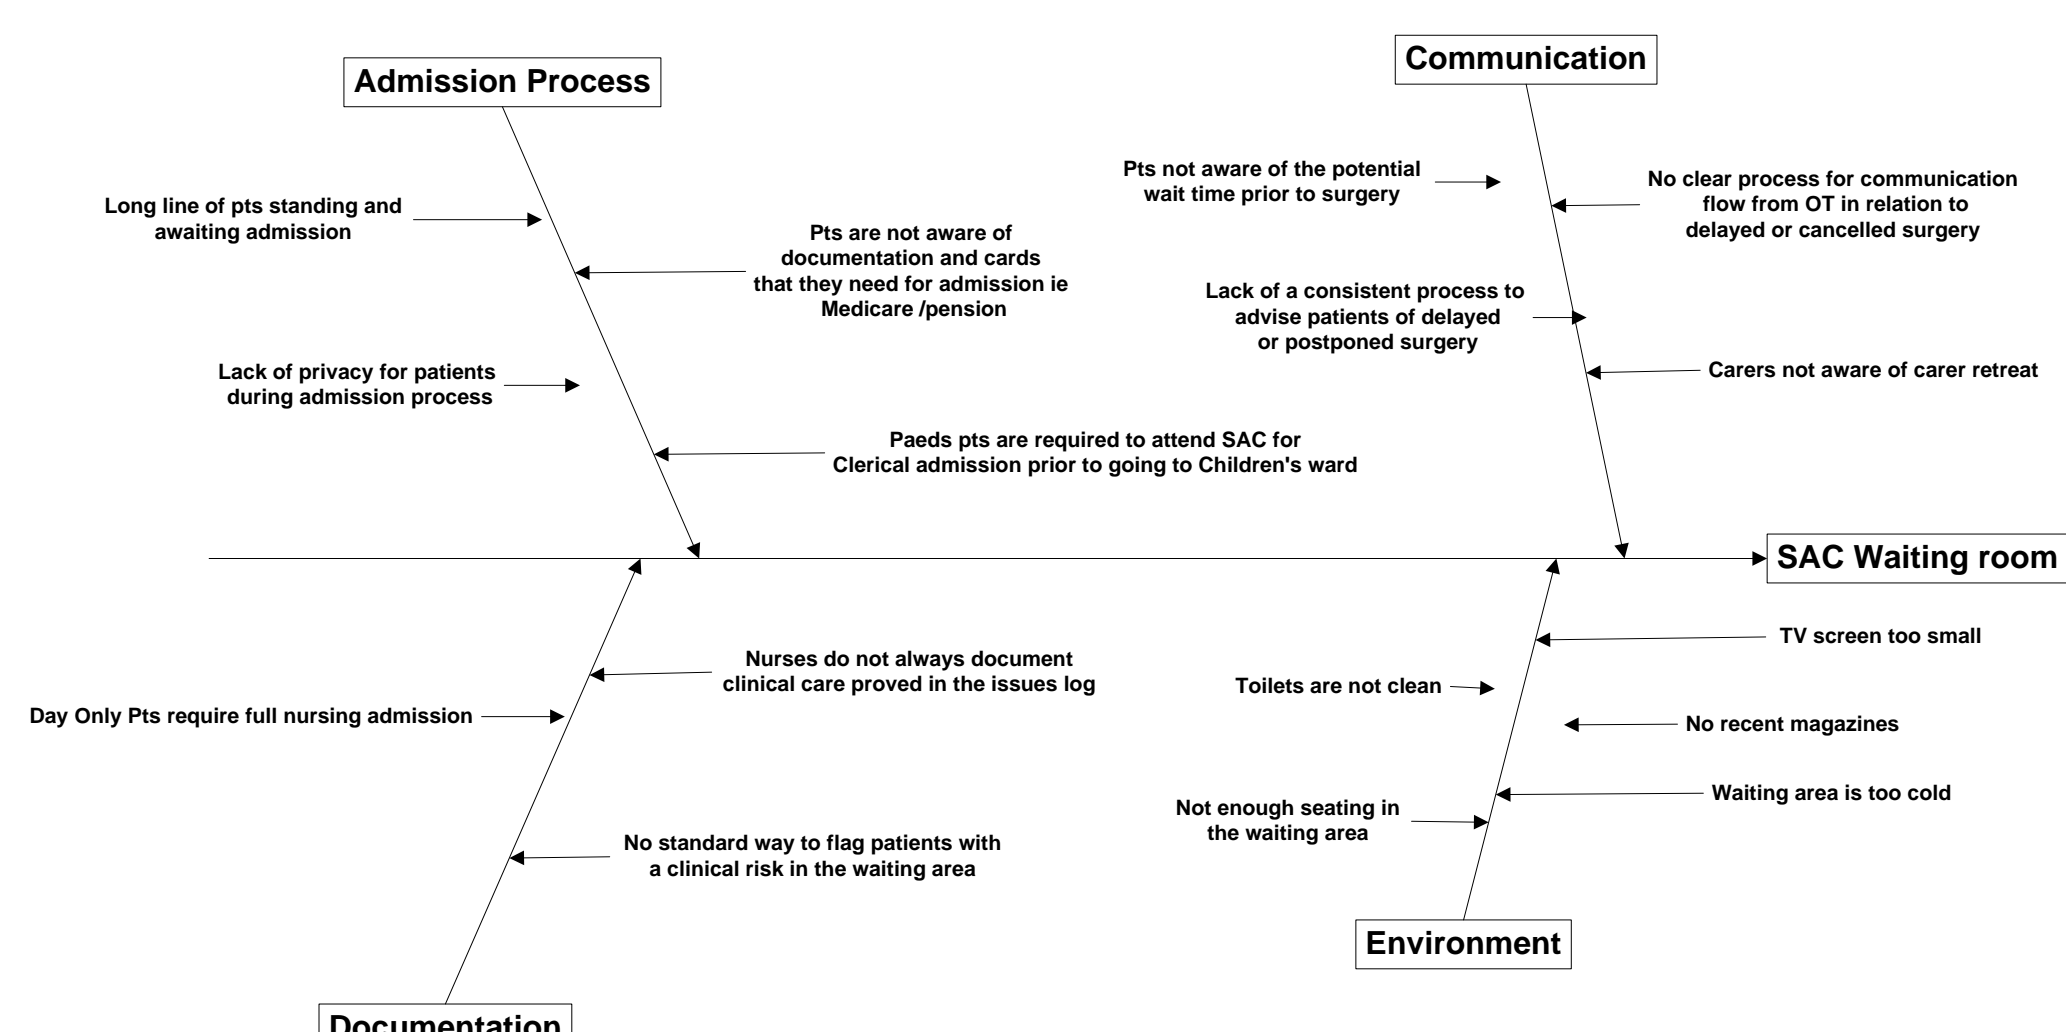 Communication
Admission Process
Pts not aware of the potential
wait time prior to surgery
No clear process for communication
flow from OT in relation to
delayed or cancelled surgery
Long line of pts standing and
awaiting admission
Pts are not aware of
documentation and cards
that they need for admission ie
Medicare /pension
Lack of a consistent process to
advise patients of delayed
or postponed surgery
Lack of privacy for patients
during admission process
Carers not aware of carer retreat
Paeds pts are required to attend SAC for
Clerical admission prior to going to Children's ward
SAC Waiting room
TV screen too small
Nurses do not always document
clinical care proved in the issues log
Toilets are not clean
Day Only Pts require full nursing admission
No recent magazines
Waiting area is too cold
Not enough seating in
the waiting area
No standard way to flag patients with
a clinical risk in the waiting area
Environment
Documentation